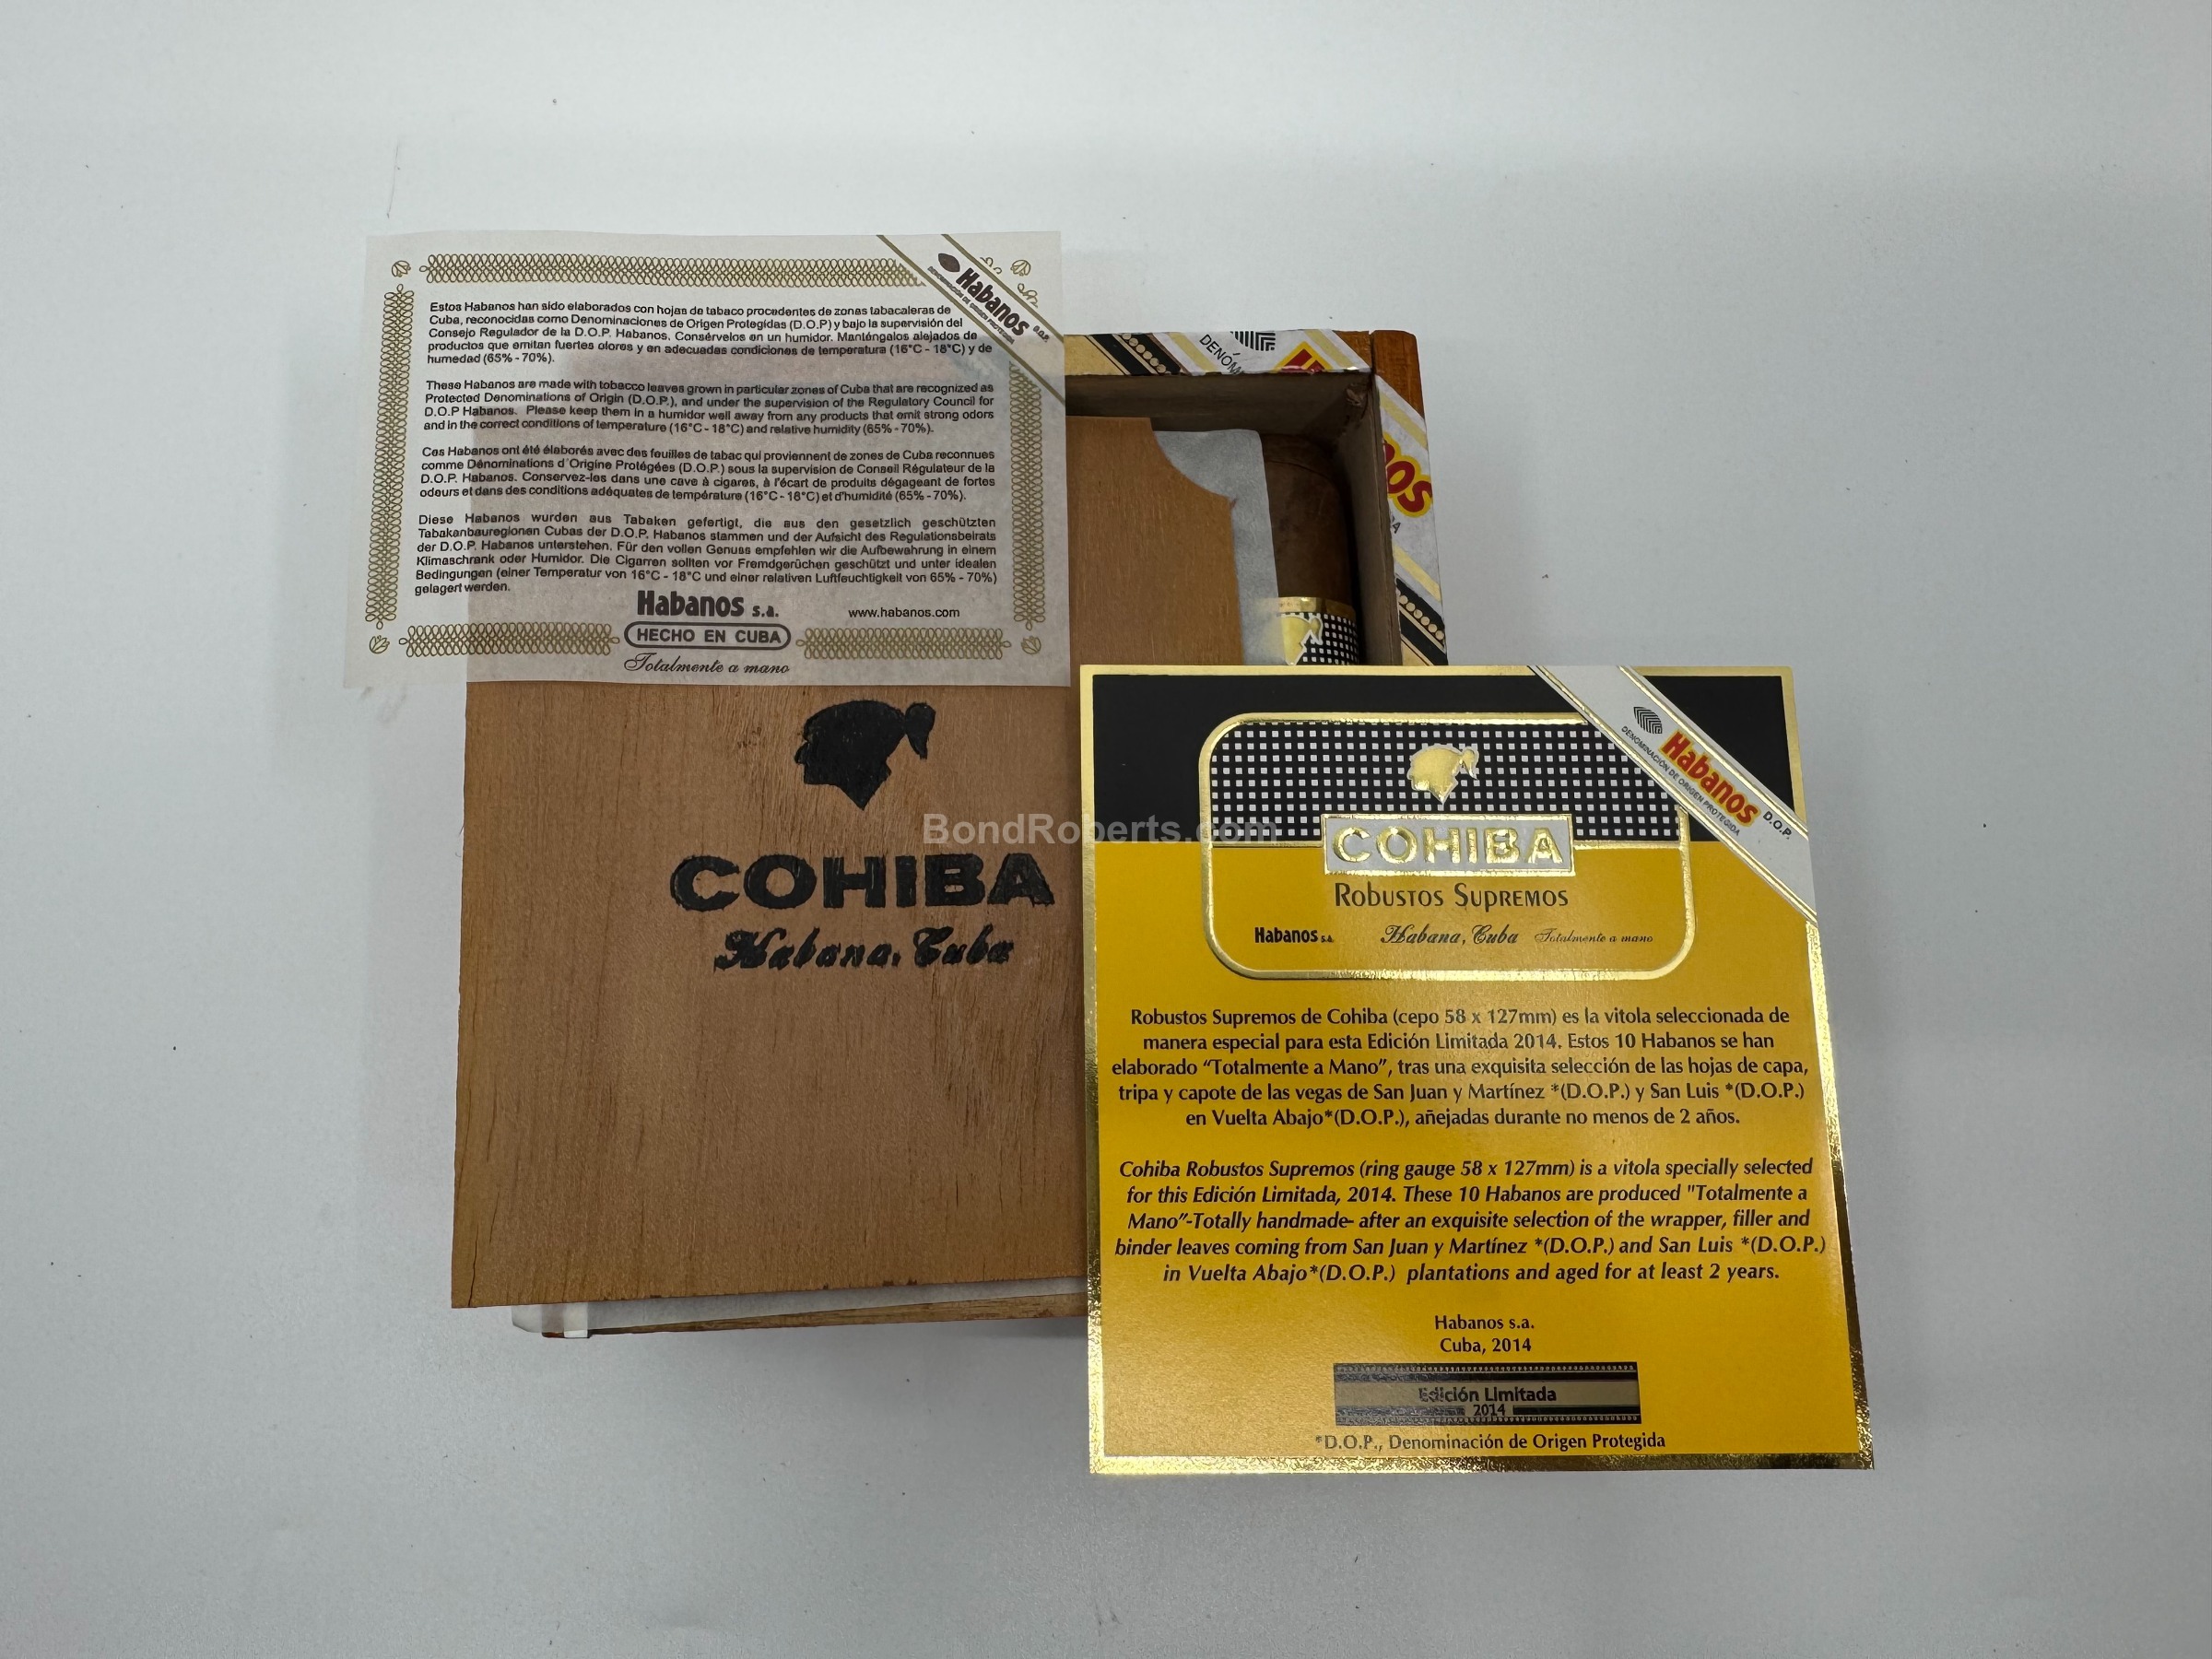 Estos Habanos han sido elaborados con hojas de tabaco procedentes de zonas tabacaleras de
Cuba, reconocidas como Denominaciones de Origen Protegidas (D.O.P) y bajo la supervisión del
Consejo Regulador de la D.O.P. Habanos. Consérvelos en un humidor. Manténgalos alejados de
productos que emitan fuertes olores y en adecuadas condiciones de temperatura (16°C - 18°C) y de
humedad (65% - 70%).
These Habanos are made with tobacco leaves grown in particular zones of Cuba that are recognized as
Protected Denominations of Origin (D.O.P.), and under the supervision of the Regulatory Council for
D.O.P Habanos. Please keep them in a humidor well away from any products that emit strong odors
and in the correct conditions of temperature (16°C - 18°C) and relative humidity (65% - 70%).
Ces Habanos ont été élaborés avec des feuilles de tabac qui proviennent de zones de Cuba reconnues
comme Dénominations d'Origine Protégées (D.O.P.) sous la supervision de Conseil Régulateur de la
D.O.P. Habanos. Conservez-los dans une cave à cigares, à l'écart de produits dégageant de fortes
odeurs et dans des conditions adéquates de température (16°C - 18°C) et d'humidité (65% - 70%).
Diese Habanos wurden aus Tabaken gefertigt, die aus den gesetzlich geschützten
Tabakanbauregionen Cubas der D.O.P. Habanos stammen und der Aufsicht des Regulationsbeirats
der D.O.P. Habanos unterstehen. Für den vollen Genuss empfehlen wir die Aufbewahrung in einem
Klimaschrank oder Humidor. Die Cigarren sollten vor Fremdgerüchen geschützt und unter idealen
Bedingungen (einer Temperatur von 16°C - 18°C und einer relativen Luftfeuchtigkeit von 65% - 70%)
gelagert werden.
Habanos s.a.
www.habanos.com
HECHO EN CUBA
Totalmente a mano
Habanos D.O.P.
DENOMINACIÓN DE ORIGEN PROTEGIDA
COHIBA
Habana, Cuba
BondRoberts.com
Habanos D.O.P.
DENOMINACIÓN DE ORIGEN PROTEGIDA
COHIBA
Robustos Supremos
Habanos s.a. Habana, Cuba Totalmente a mano
Robustos Supremos de Cohiba (cepo 58 x 127mm) es la vitola seleccionada de
manera especial para esta Edición Limitada 2014. Estos 10 Habanos se han
elaborado “Totalmente a Mano”, tras una exquisita selección de las hojas de capa,
tripa y capote de las vegas de San Juan y Martínez *(D.O.P.) y San Luis *(D.O.P.)
en Vuelta Abajo*(D.O.P.), añejadas durante no menos de 2 años.
Cohiba Robustos Supremos (ring gauge 58 x 127mm) is a vitola specially selected
for this Edición Limitada, 2014. These 10 Habanos are produced "Totalmente a
Mano”-Totally handmade- after an exquisite selection of the wrapper, filler and
binder leaves coming from San Juan y Martínez *(D.O.P.) and San Luis *(D.O.P.)
in Vuelta Abajo*(D.O.P.) plantations and aged for at least 2 years.
Habanos s.a.
Cuba, 2014
Edición Limitada
2014
*D.O.P., Denominación de Origen Protegida